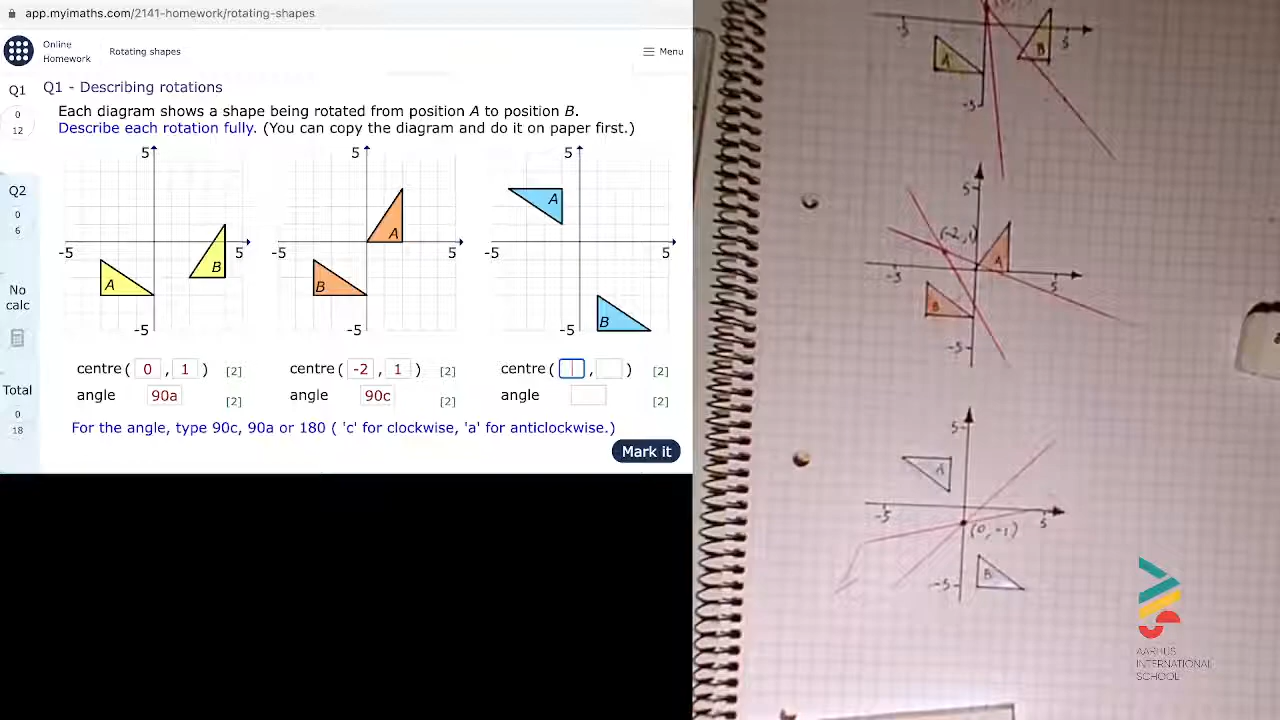 app.myimaths.com/2141-homework/rotating-shapes
Online
Homework
Rotating shapes
Menu
Q1
0
12
Q2
0
6
No
calc
Total
0
18
Q1 - Describing rotations
Each diagram shows a shape being rotated from position A to position B.
Describe each rotation fully. (You can copy the diagram and do it on paper first.)
5 5 5
-5 5 -5 5 -5 5
-5 -5 -5
A B
A B
A B
centre ( 0 , 1 ) [2]
angle 90a [2]
centre ( -2 , 1 ) [2]
angle 90c [2]
centre ( , ) [2]
angle [2]
For the angle, type 90c, 90a or 180 ( 'c' for clockwise, 'a' for anticlockwise.)
Mark it
-5 5
A B
-5
5
(-2, 1)
A
-5 5
B
-5
5
A
-5 5
(0, -1)
B
-5
AARHUS
INTERNATIONAL
SCHOOL